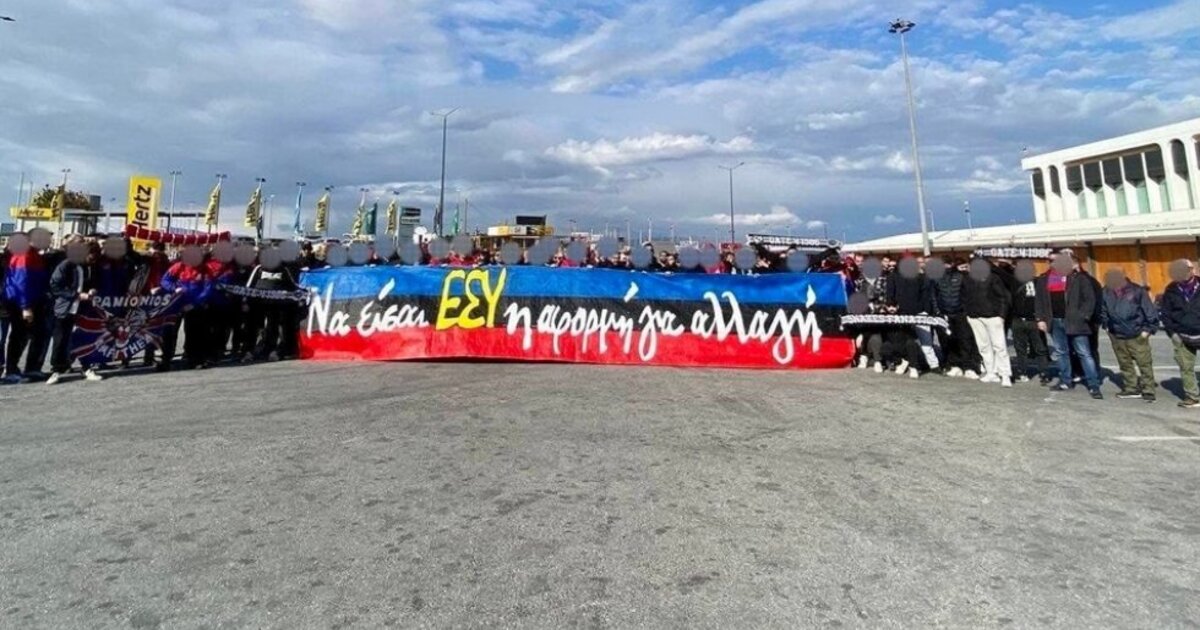 Hertz
PANIONIOS
Να είσαι ΕΣΥ η αφορμή για αλλαγή